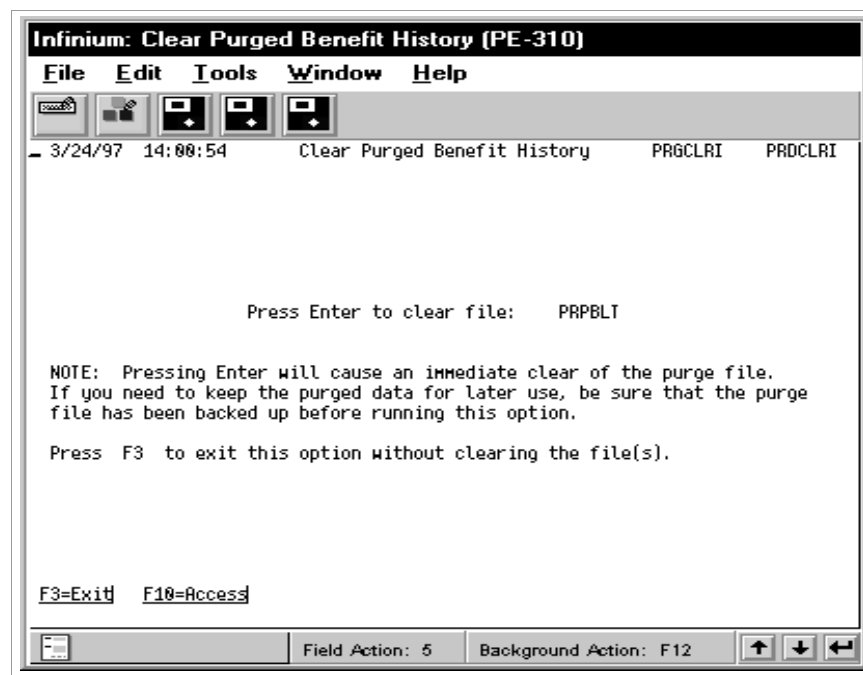 Infinium: Clear Purged Benefit History (PE-310)
File Edit Tools Window Help
3/24/97 14:00:54 Clear Purged Benefit History PRGCLRI PRDCLRI
Press Enter to clear file: PRPBLT
NOTE: Pressing Enter will cause an immediate clear of the purge file.
If you need to keep the purged data for later use, be sure that the purge
file has been backed up before running this option.
Press F3 to exit this option without clearing the file(s).
F3=Exit F10=Access
Field Action: 5 Background Action: F12